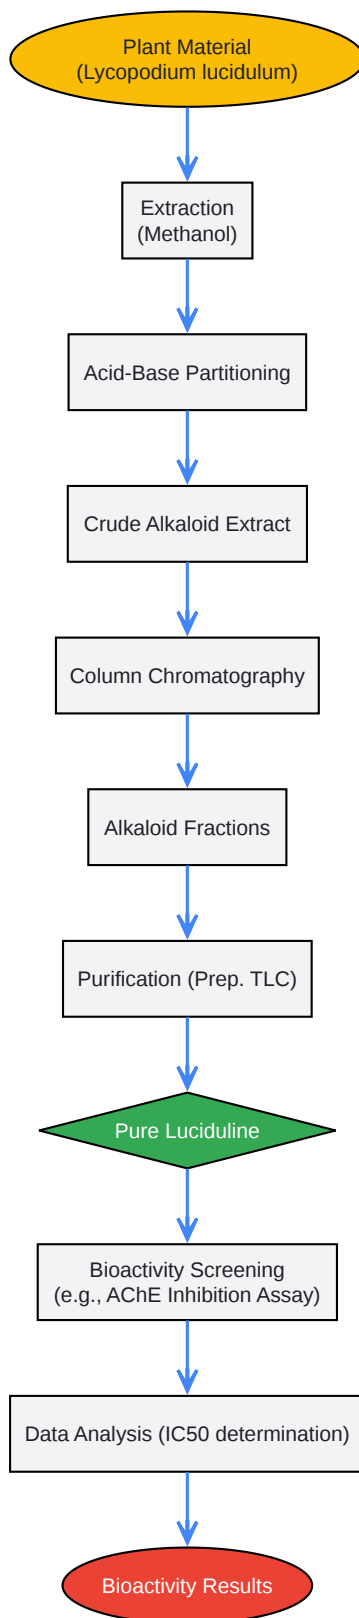 Plant Material
(Lycopodium lucidulum)
Extraction
(Methanol)
Acid-Base Partitioning
Crude Alkaloid Extract
Column Chromatography
Alkaloid Fractions
Purification (Prep. TLC)
Pure Luciduline
Bioactivity Screening
(e.g., AChE Inhibition Assay)
Data Analysis (IC50 determination)
Bioactivity Results